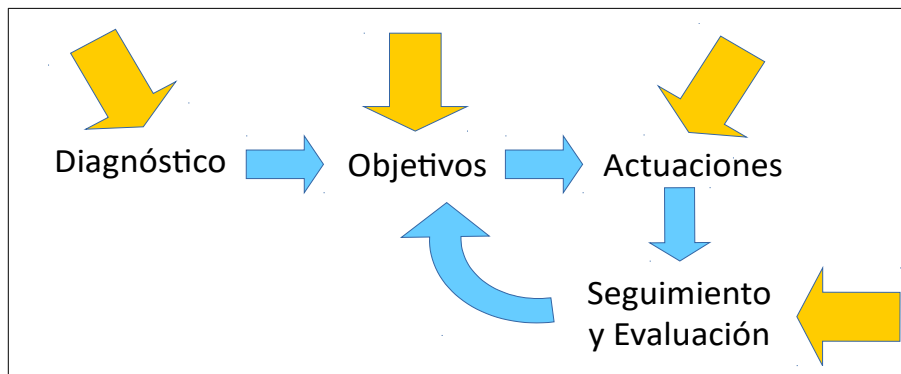 Diagnóstico
Objetivos
Actuaciones
Seguimiento
y Evaluación